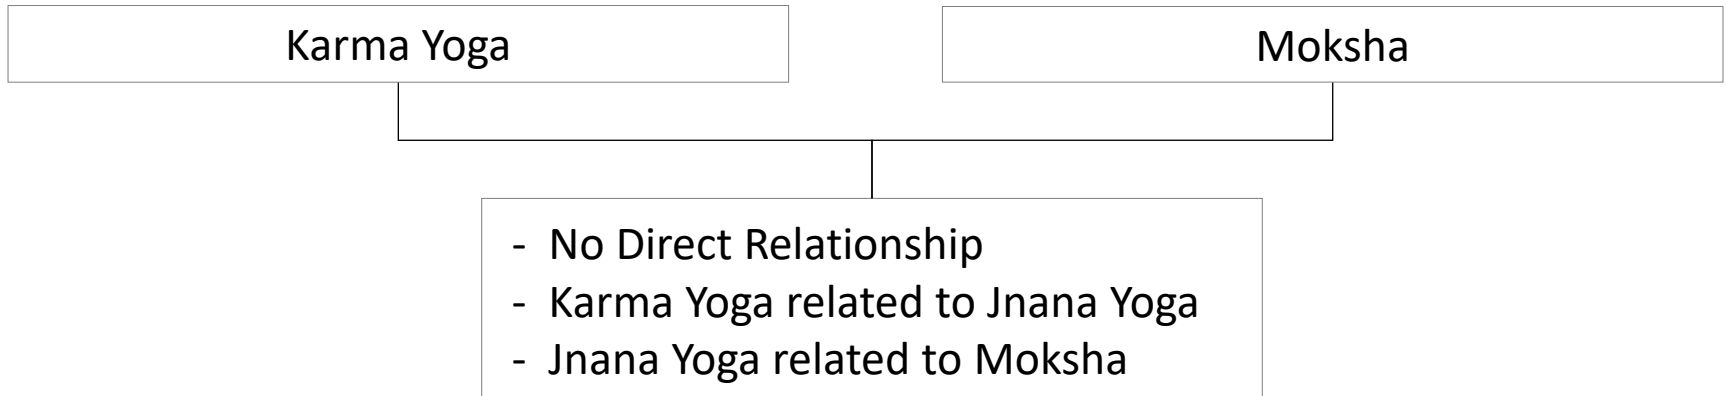 Karma Yoga
Moksha
- No Direct Relationship
- Karma Yoga related to Jnana Yoga
- Jnana Yoga related to Moksha